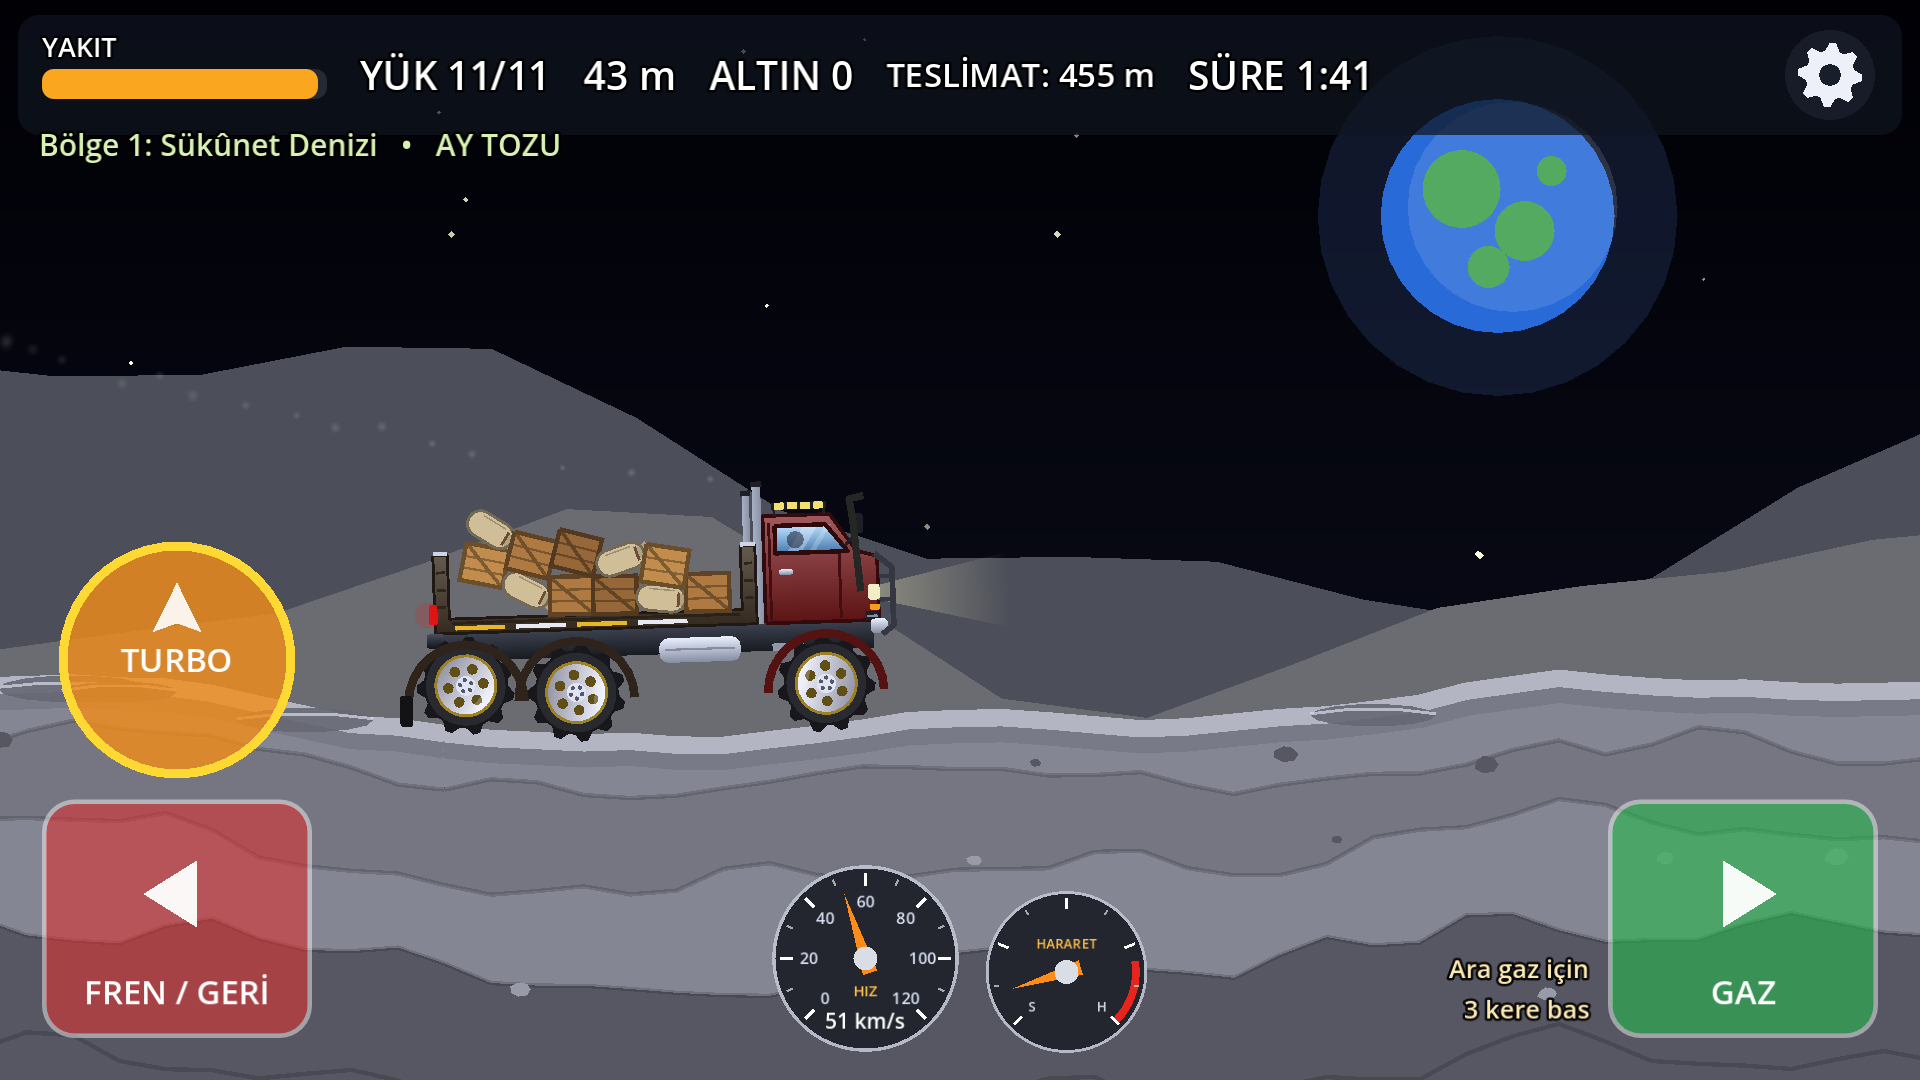 YAKIT
YÜK 11/11 43 m ALTIN 0 TESLİMAT: 455 m SÜRE 1:41
Bölge 1: Sükûnet Denizi • AY TOZU
TURBO
FREN / GERİ
0 20 40 60 80 100 120
HIZ
51 km/s
HARARET
S H
Ara gaz için
3 kere bas
GAZ